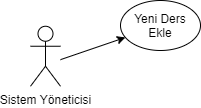 Yeni Ders
Ekle
Sistem Yöneticisi